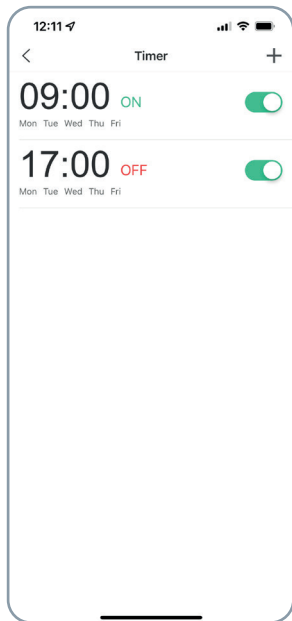 12:11
Timer
09:00 ON
Mon Tue Wed Thu Fri
17:00 OFF
Mon Tue Wed Thu Fri